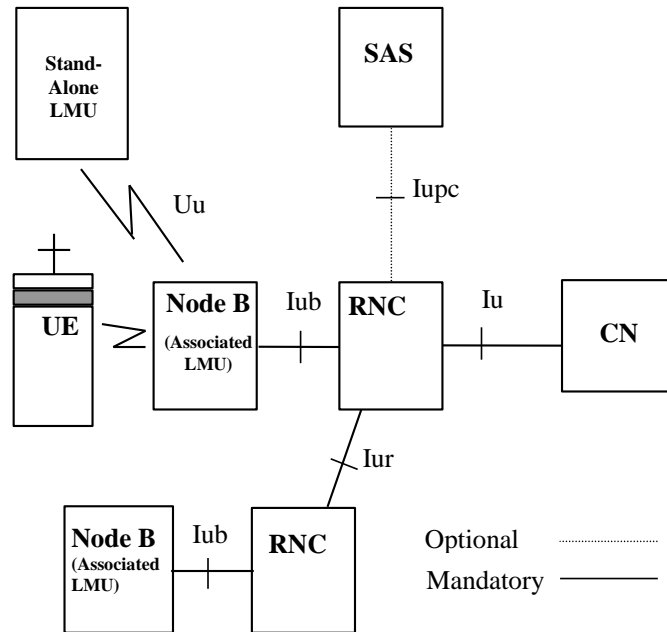 Stand-
Alone
LMU
SAS
Uu
Iupc
UE
Node B
(Associated
LMU)
Iub
RNC
Iu
CN
Iur
Node B
(Associated
LMU)
Iub
RNC
Optional
Mandatory